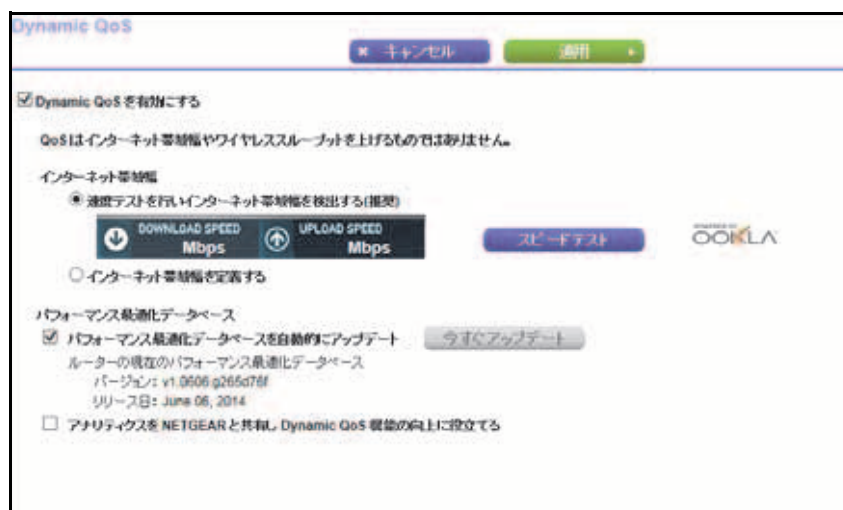 Dynamic QoS
× キャンセル
適用
Dynamic QoS を有効にする
QoSはインターネット帯域幅やワイヤレススループットを上げるものではありません。
インターネット帯域幅
速度テストを行いインターネット帯域幅を検出する(推奨)
DOWNLOAD SPEED
Mbps
UPLOAD SPEED
Mbps
スピードテスト
OOKLA
インターネット帯域幅を定義する
パフォーマンス最適化データベース
パフォーマンス最適化データベースを自動的にアップデート
今すぐアップデート
ルーターの現在のパフォーマンス最適化データベース
バージョン: v1.0606.g265d76f
リリース日: June 06, 2014
アナリティクスを NETGEAR と共有し Dynamic QoS 機能の向上に役立てる